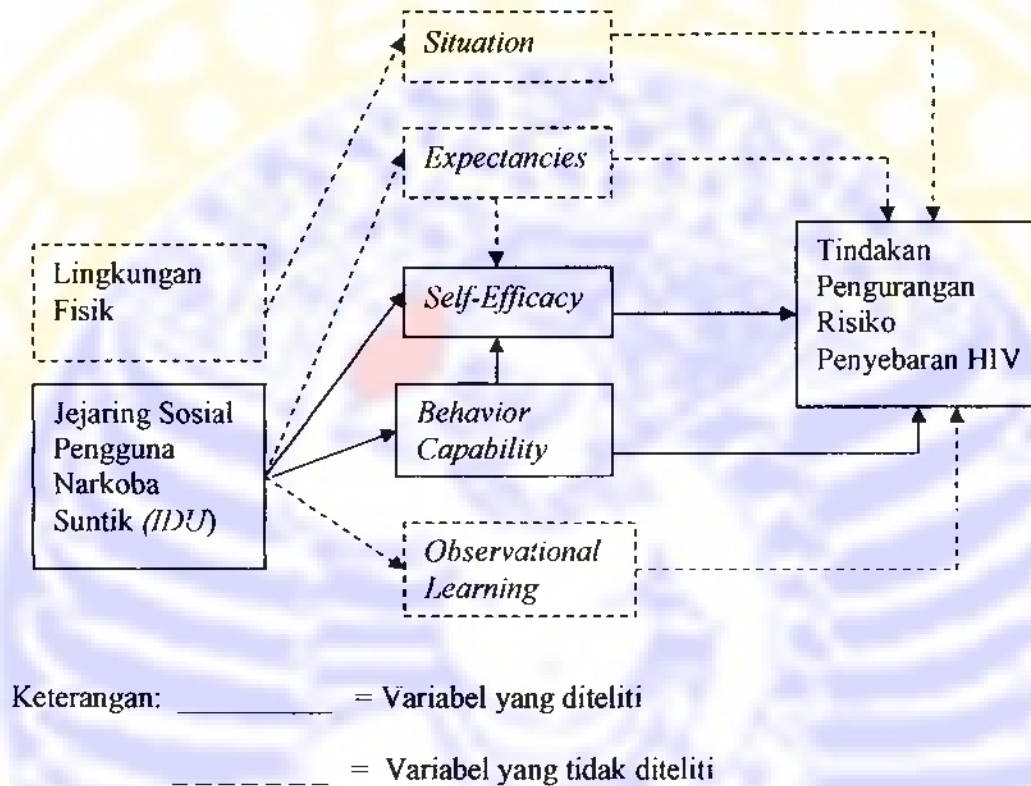 Situation
Expectancies
Lingkungan
Fisik
Self-Efficacy
Tindakan
Pengurangan
Risiko
Penyebaran HIV
Jejaring Sosial
Pengguna
Narkoba
Suntik (IDU)
Behavior
Capability
Observational
Learning
Keterangan: __________ = Variabel yang diteliti
_ _ _ _ _ _ _ = Variabel yang tidak diteliti